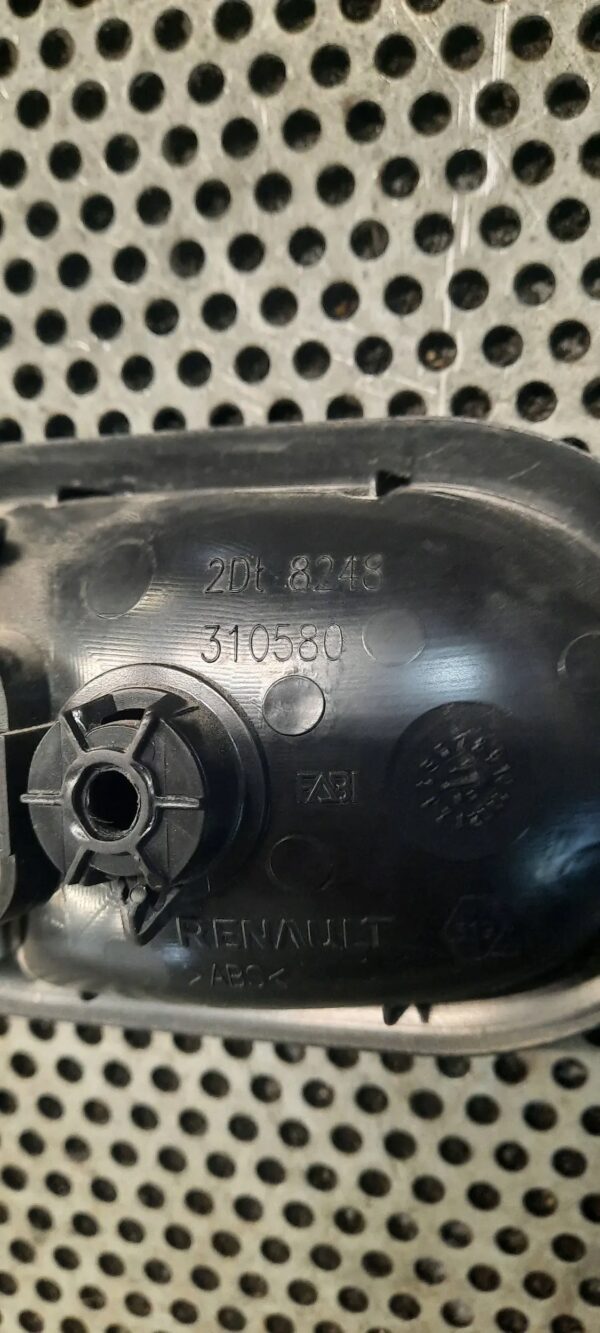 2Dt 8248
310580
FABI
RENAULT
>ABS<